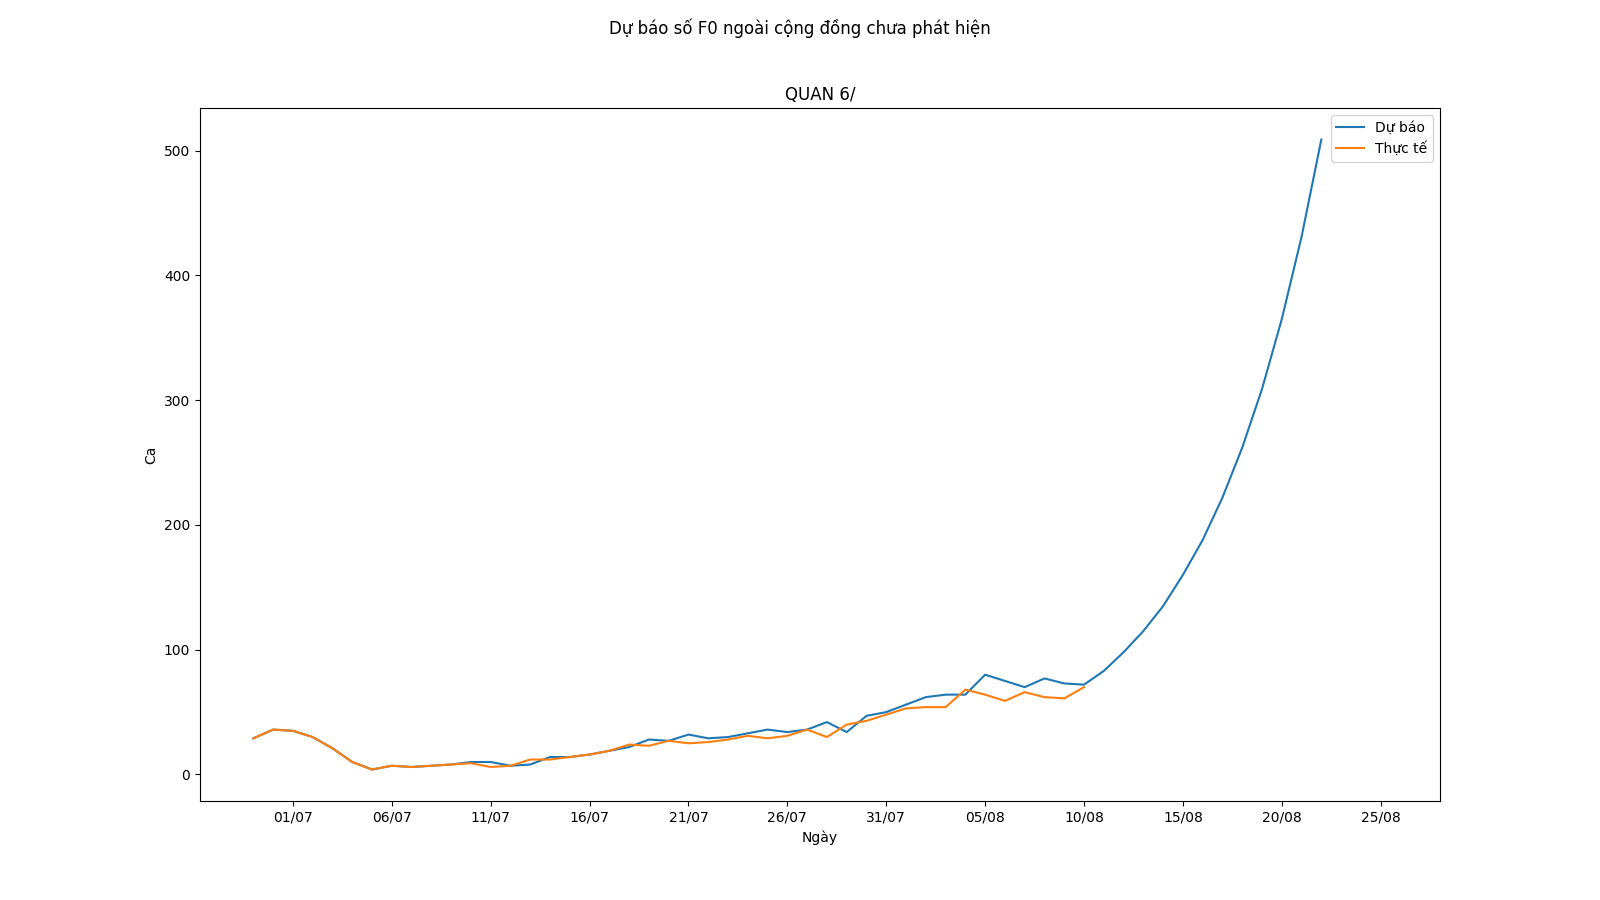 Dự báo số F0 ngoài cộng đồng chưa phát hiện
QUAN 6/
Dự báo
Thực tế
500
400
300
200
100
0
Ca
01/07 06/07 11/07 16/07 21/07 26/07 31/07 05/08 10/08 15/08 20/08 25/08
Ngày